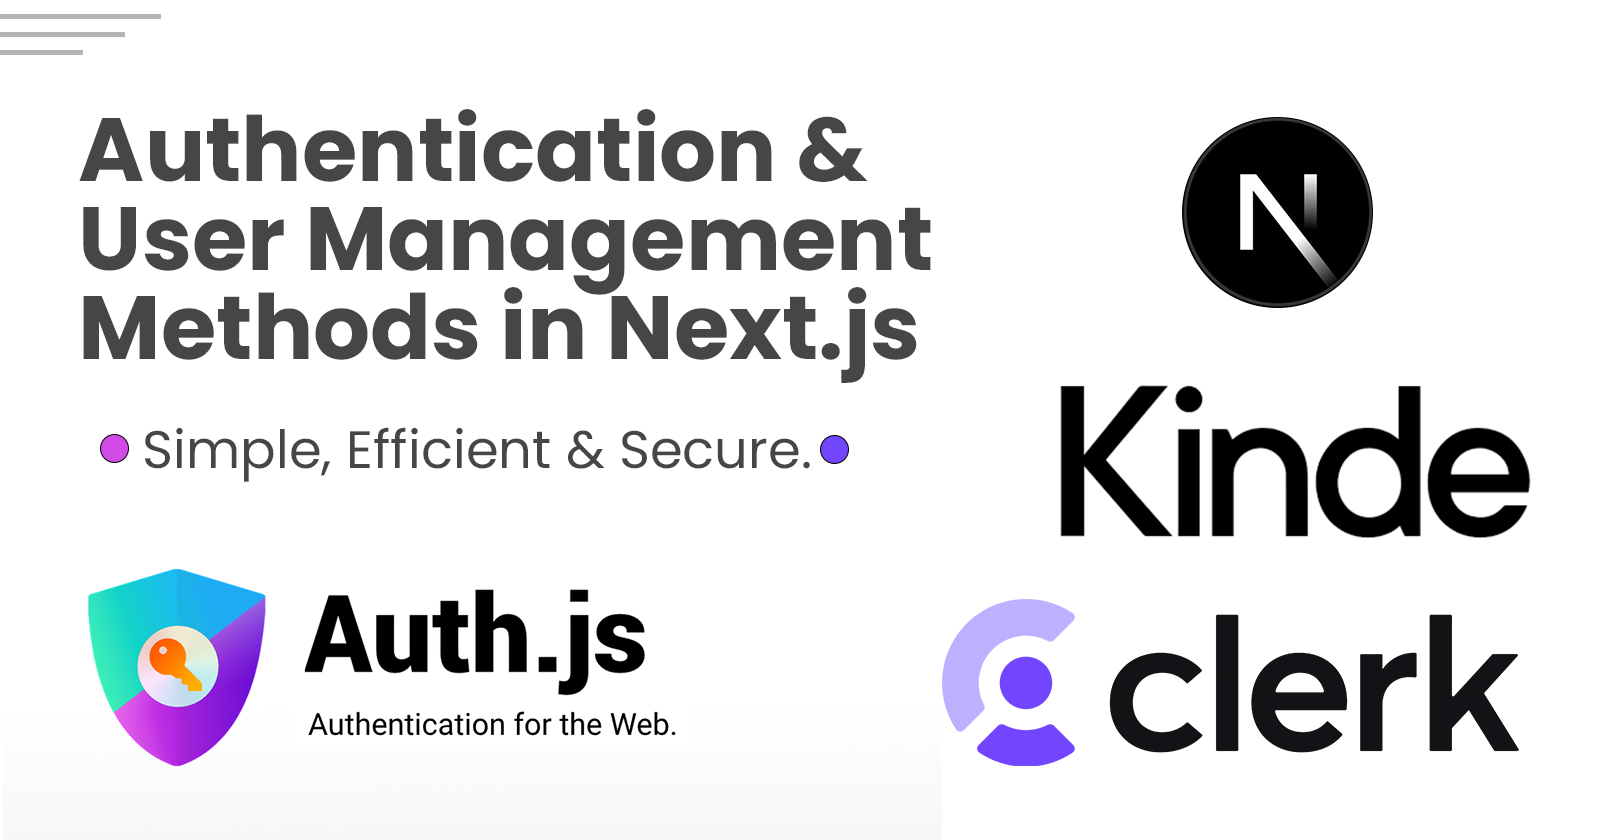 Authentication &
User Management
Methods in Next.js
Simple, Efficient & Secure.
N
Kinde
Auth.js
Authentication for the Web.
clerk